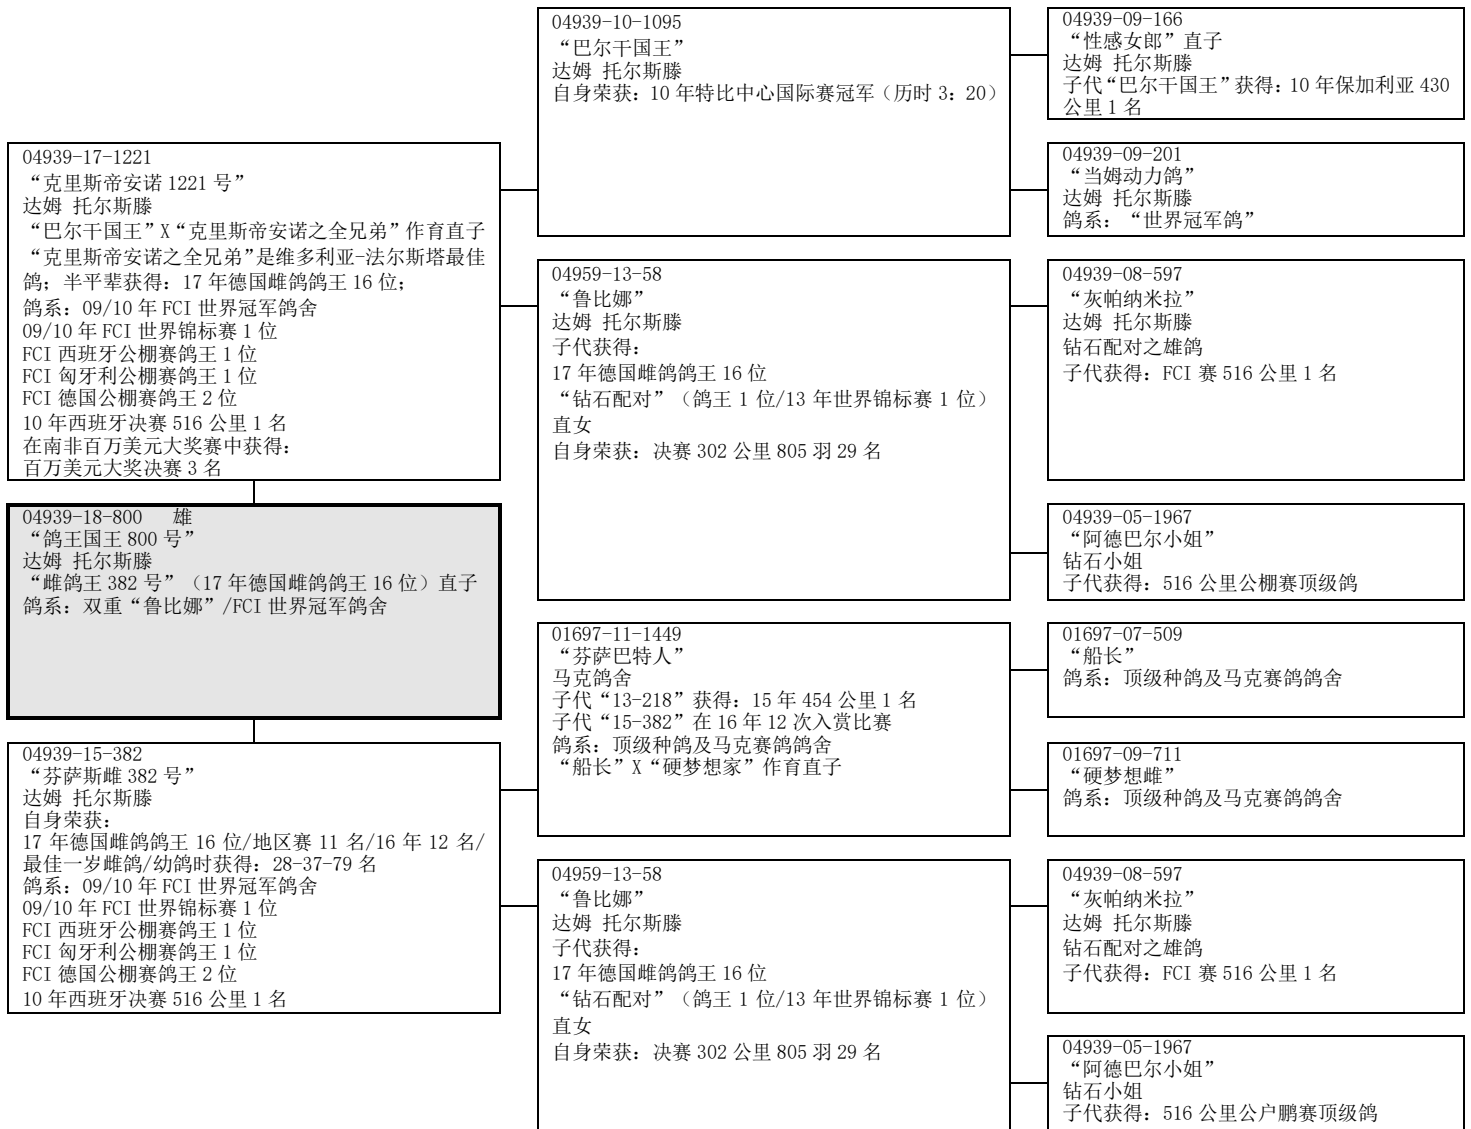 04939-17-1221
“克里斯帝安诺 1221 号”
达姆 托尔斯滕
“巴尔干国王”X“克里斯帝安诺之全兄弟”作育直子
“克里斯帝安诺之全兄弟”是维多利亚-法尔斯塔最佳
鸽；半平辈获得：17 年德国雌鸽鸽王 16 位；
鸽系：09/10 年 FCI 世界冠军鸽舍
09/10 年 FCI 世界锦标赛 1 位
FCI 西班牙公棚赛鸽王 1 位
FCI 匈牙利公棚赛鸽王 1 位
FCI 德国公棚赛鸽王 2 位
10 年西班牙决赛 516 公里 1 名
在南非百万美元大奖赛中获得：
百万美元大奖决赛 3 名
04939-18-800 雄
“鸽王国王 800 号”
达姆 托尔斯滕
“雌鸽王 382 号”（17 年德国雌鸽鸽王 16 位）直子
鸽系：双重“鲁比娜”/FCI 世界冠军鸽舍
04939-15-382
“芬萨斯雌 382 号”
达姆 托尔斯滕
自身荣获：
17 年德国雌鸽鸽王 16 位/地区赛 11 名/16 年 12 名/
最佳一岁雌鸽/幼鸽时获得：28-37-79 名
鸽系：09/10 年 FCI 世界冠军鸽舍
09/10 年 FCI 世界锦标赛 1 位
FCI 西班牙公棚赛鸽王 1 位
FCI 匈牙利公棚赛鸽王 1 位
FCI 德国公棚赛鸽王 2 位
10 年西班牙决赛 516 公里 1 名
04939-10-1095
“巴尔干国王”
达姆 托尔斯滕
自身荣获：10 年特比中心国际赛冠军（历时 3：20）
04959-13-58
“鲁比娜”
达姆 托尔斯滕
子代获得：
17 年德国雌鸽鸽王 16 位
“钻石配对”（鸽王 1 位/13 年世界锦标赛 1 位）
直女
自身荣获：决赛 302 公里 805 羽 29 名
01697-11-1449
“芬萨巴特人”
马克鸽舍
子代“13-218”获得：15 年 454 公里 1 名
子代“15-382”在 16 年 12 次入赏比赛
鸽系：顶级种鸽及马克赛鸽鸽舍
“船长”X“硬梦想家”作育直子
04959-13-58
“鲁比娜”
达姆 托尔斯滕
子代获得：
17 年德国雌鸽鸽王 16 位
“钻石配对”（鸽王 1 位/13 年世界锦标赛 1 位）
直女
自身荣获：决赛 302 公里 805 羽 29 名
04939-09-166
“性感女郎”直子
达姆 托尔斯滕
子代“巴尔干国王”获得：10 年保加利亚 430
公里 1 名
04939-09-201
“当姆动力鸽”
达姆 托尔斯滕
鸽系：“世界冠军鸽”
04939-08-597
“灰帕纳米拉”
达姆 托尔斯滕
钻石配对之雄鸽
子代获得：FCI 赛 516 公里 1 名
04939-05-1967
“阿德巴尔小姐”
钻石小姐
子代获得：516 公里公棚赛顶级鸽
01697-07-509
“船长”
鸽系：顶级种鸽及马克赛鸽鸽舍
01697-09-711
“硬梦想雌”
鸽系：顶级种鸽及马克赛鸽鸽舍
04939-08-597
“灰帕纳米拉”
达姆 托尔斯滕
钻石配对之雄鸽
子代获得：FCI 赛 516 公里 1 名
04939-05-1967
“阿德巴尔小姐”
钻石小姐
子代获得：516 公里公户鹏赛顶级鸽